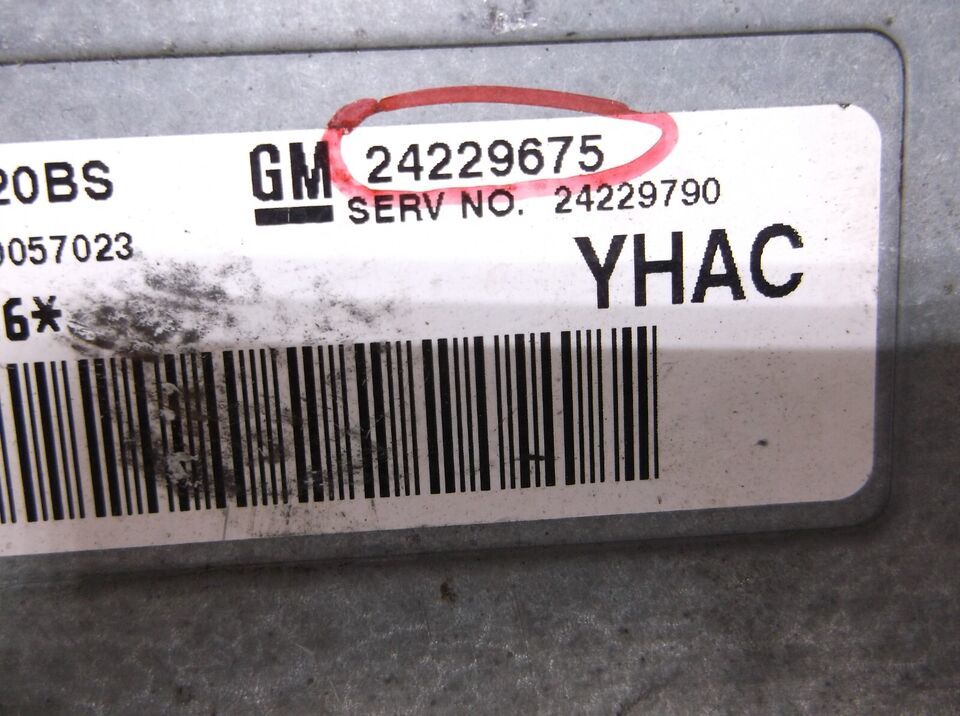 20BS
GM 24229675
SERV NO. 24229790
0057023
YHAC
6*